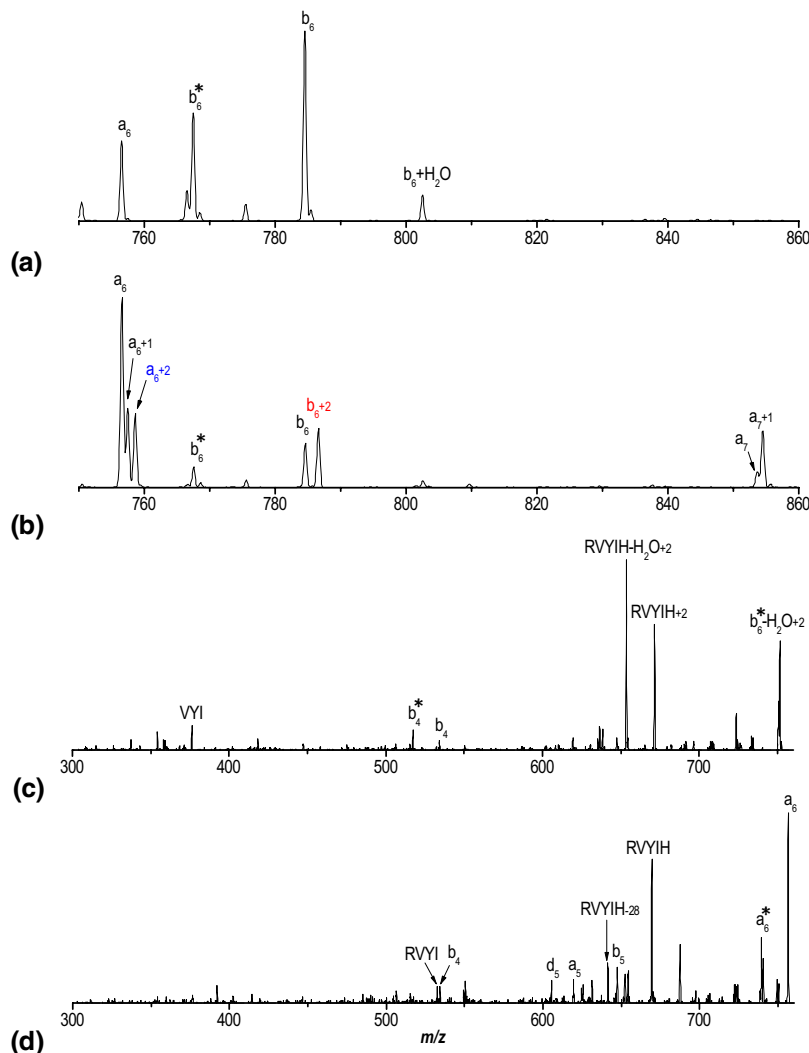 b₆
b₆*
a₆
b₆+H₂O
760 780 800 820 840 860
(a)
a₆
a₆+1
a₆+2
b₆*
b₆
b₆+2
a₇
a₇+1
760 780 800 820 840 860
(b)
RVYIH-H₂O+2
RVYIH+2
b₆*-H₂O+2
VYI
b₄*
b₄
300 400 500 600 700
(c)
a₆
RVYIH
RVYIH-28
a₆*
RVYI
b₄
d₅
a₅
b₅
300 400 500 600 700
(d)
m/z